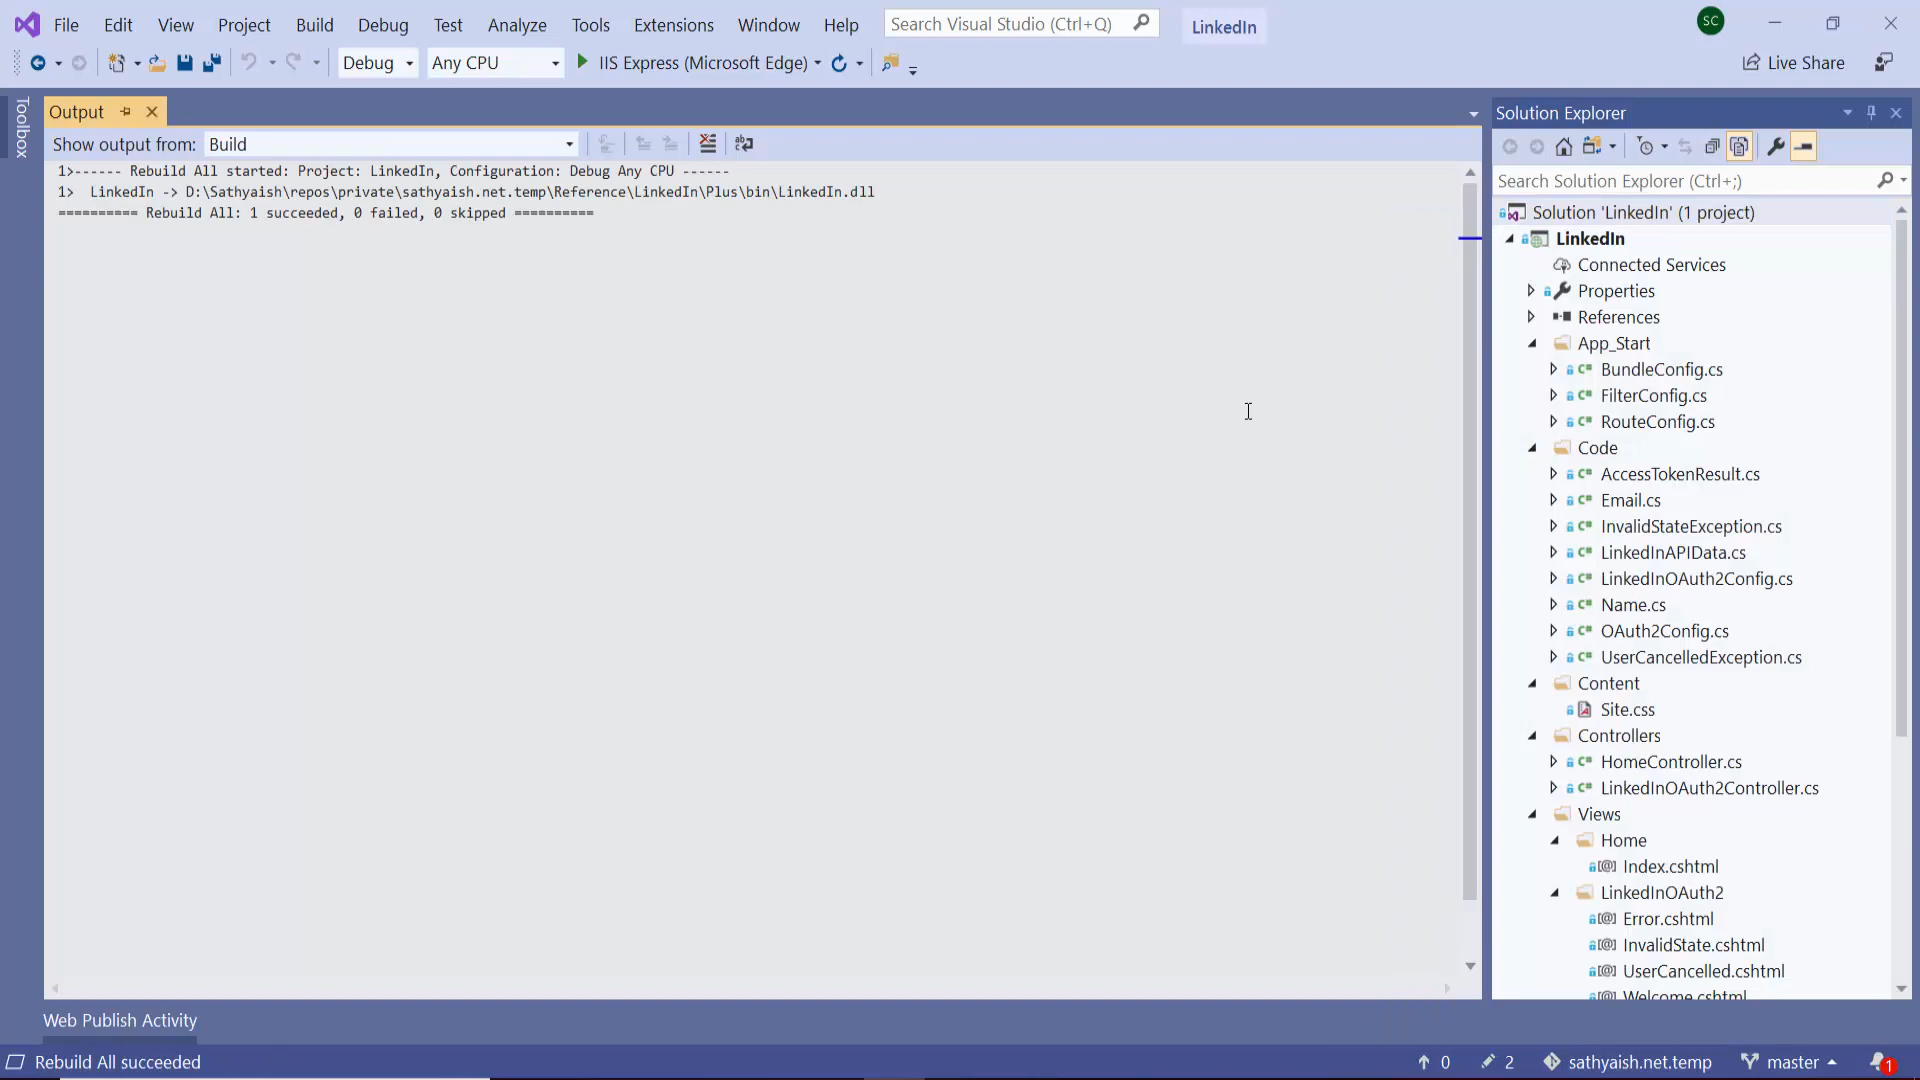 File Edit View Project Build Debug Test Analyze Tools Extensions Window Help Search Visual Studio (Ctrl+Q) LinkedIn SC
Debug Any CPU IIS Express (Microsoft Edge) Live Share
Toolbox
Output
Show output from: Build
1>------ Rebuild All started: Project: LinkedIn, Configuration: Debug Any CPU ------
1>  LinkedIn -> D:\Sathyaish\repos\private\sathyaish.net.temp\Reference\LinkedIn\Plus\bin\LinkedIn.dll
========== Rebuild All: 1 succeeded, 0 failed, 0 skipped ==========
Solution Explorer
Search Solution Explorer (Ctrl+;)
Solution 'LinkedIn' (1 project)
LinkedIn
Connected Services
Properties
References
App_Start
C# BundleConfig.cs
C# FilterConfig.cs
C# RouteConfig.cs
Code
C# AccessTokenResult.cs
C# Email.cs
C# InvalidStateException.cs
C# LinkedInAPIData.cs
C# LinkedInOAuth2Config.cs
C# Name.cs
C# OAuth2Config.cs
C# UserCancelledException.cs
Content
Site.css
Controllers
C# HomeController.cs
C# LinkedInOAuth2Controller.cs
Views
Home
[@] Index.cshtml
LinkedInOAuth2
[@] Error.cshtml
[@] InvalidState.cshtml
[@] UserCancelled.cshtml
[@] Welcome.cshtml
Web Publish Activity
Rebuild All succeeded 0 2 sathyaish.net.temp master 1